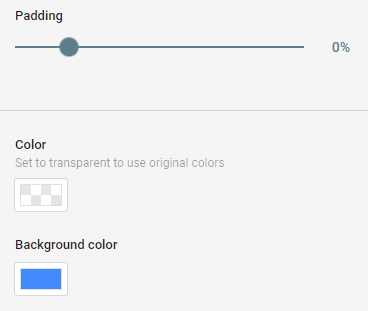 Padding
0%
Color
Set to transparent to use original colors
Background color